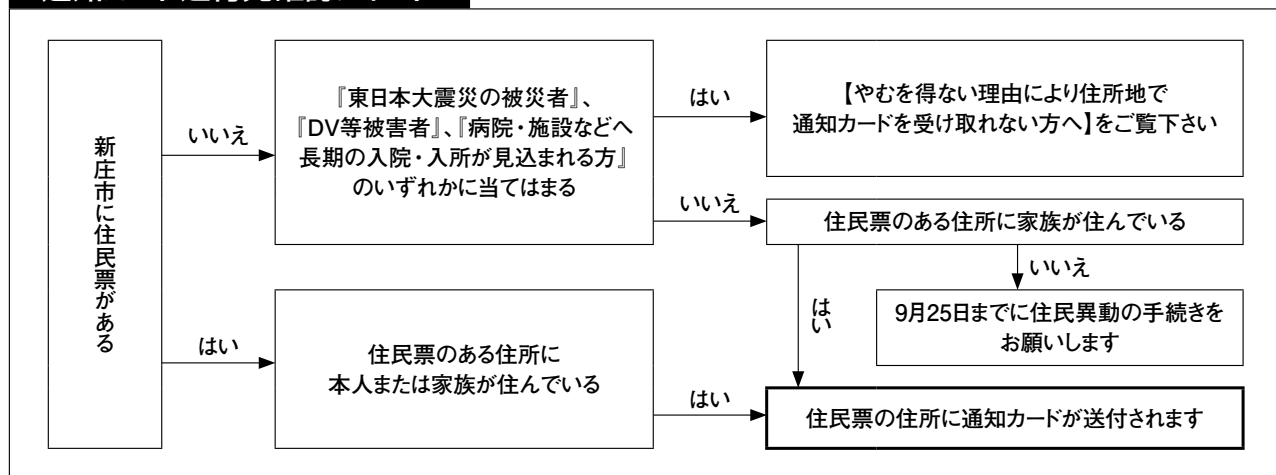 新庄市に住民票がある
いいえ
『東日本大震災の被災者』、
『DV等被害者』、『病院・施設などへ
長期の入院・入所が見込まれる方』
のいずれかに当てはまる
はい
【やむを得ない理由により住所地で
通知カードを受け取れない方へ】をご覧下さい
いいえ
住民票のある住所に家族が住んでいる
いいえ
9月25日までに住民異動の手続きを
お願いします
はい
はい
住民票のある住所に
本人または家族が住んでいる
はい
住民票の住所に通知カードが送付されます